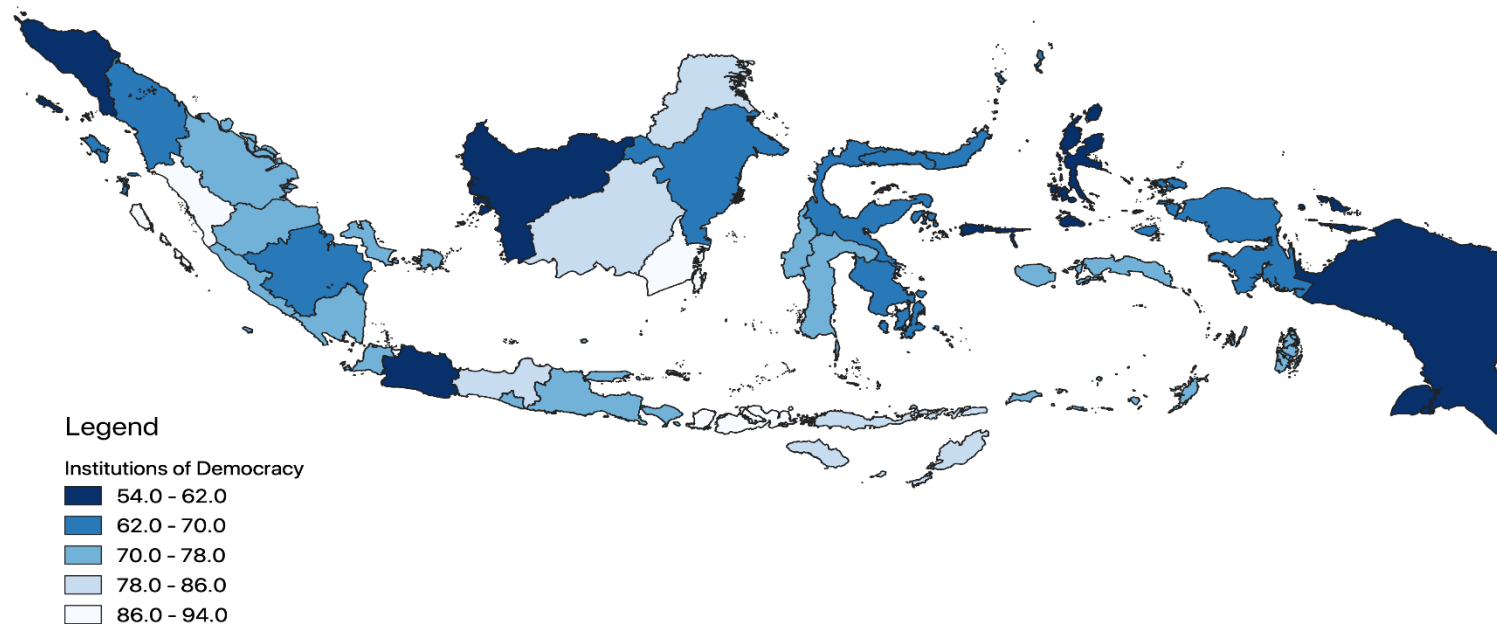 Legend
Institutions of Democracy
54.0 - 62.0
62.0 - 70.0
70.0 - 78.0
78.0 - 86.0
86.0 - 94.0